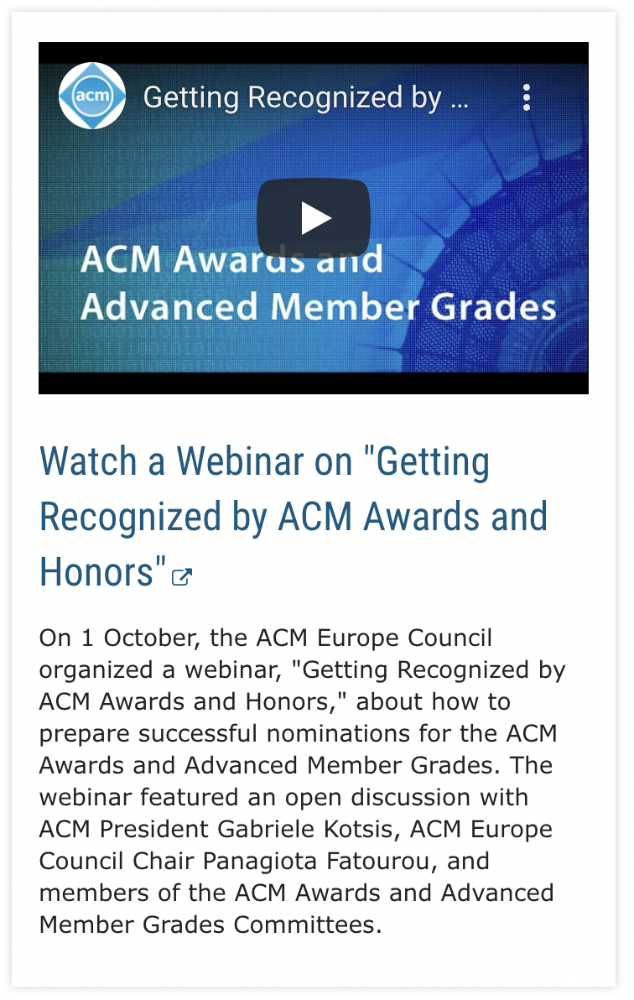 acm
Getting Recognized by ...
ACM Awards and
Advanced Member Grades
Watch a Webinar on "Getting
Recognized by ACM Awards and
Honors"
On 1 October, the ACM Europe Council
organized a webinar, "Getting Recognized by
ACM Awards and Honors," about how to
prepare successful nominations for the ACM
Awards and Advanced Member Grades. The
webinar featured an open discussion with
ACM President Gabriele Kotsis, ACM Europe
Council Chair Panagiota Fatourou, and
members of the ACM Awards and Advanced
Member Grades Committees.